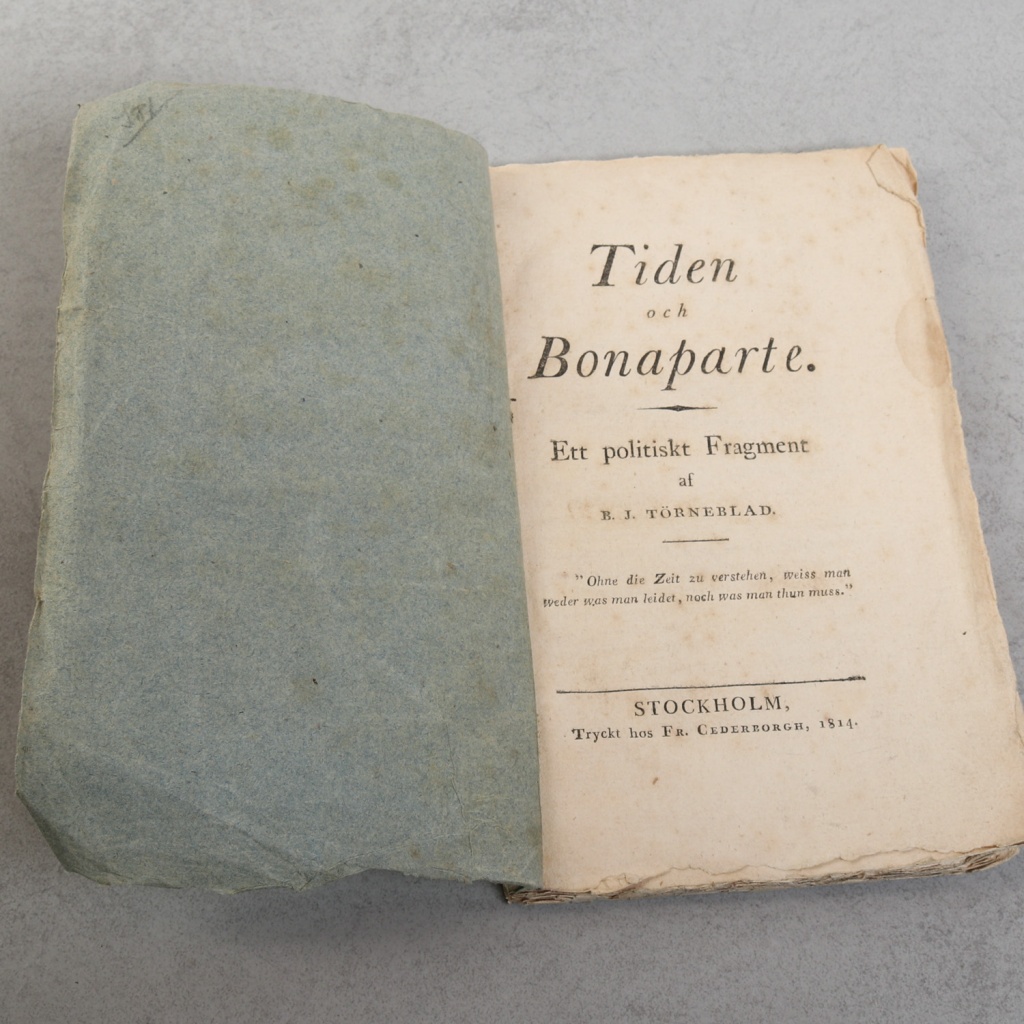 Tiden
och
Bonaparte.
Ett politiskt Fragment
af
B. J. TÖRNEBLAD.
"Ohne die Zeit zu verstehen, weiss man
weder was man leidet, noch was man thun muss."
STOCKHOLM,
Tryckt hos FR. CEDERBORGH, 1814.